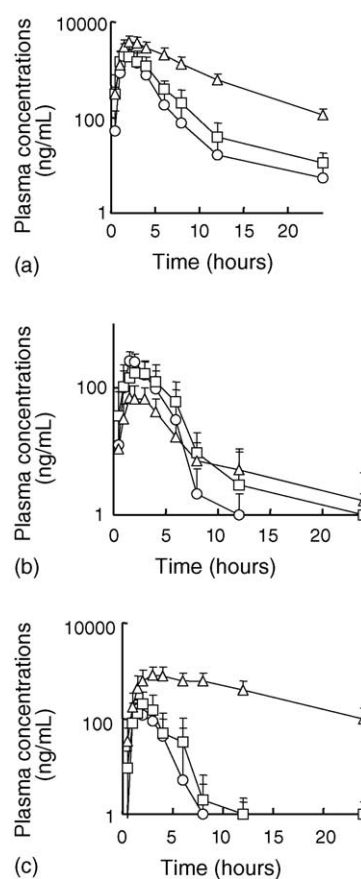 10000
100
1
0 5 10 15 20
Plasma concentrations
(ng/mL)
Time (hours)
(a)
100
1
0 5 10 15 20
Plasma concentrations
(ng/mL)
Time (hours)
(b)
10000
100
1
0 5 10 15 20
Plasma concentrations
(ng/mL)
Time (hours)
(c)